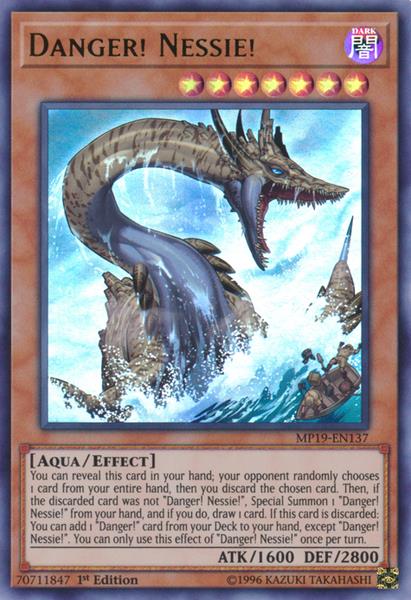 DANGER! NESSIE!
DARK
闇
MP19-EN137
[AQUA/EFFECT]
You can reveal this card in your hand; your opponent randomly chooses
1 card from your entire hand, then you discard the chosen card. Then, if
the discarded card was not "Danger! Nessie!", Special Summon 1 "Danger!
Nessie!" from your hand, and if you do, draw 1 card. If this card is discarded:
You can add 1 "Danger!" card from your Deck to your hand, except "Danger!
Nessie!". You can only use this effect of "Danger! Nessie!" once per turn.
ATK/1600 DEF/2800
70711847 1st Edition ©1996 KAZUKI TAKAHASHI